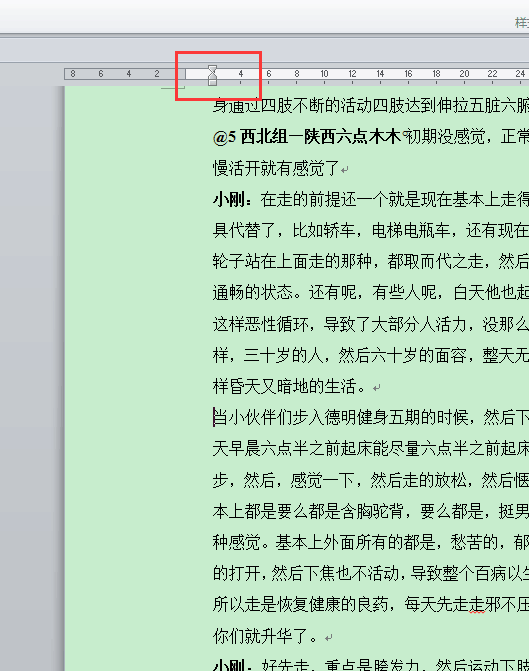 样
8 6 4 2 2 4 6 8 10 12 14 16 18 20 22 24
身通过四肢不断的活动四肢达到伸拉五脏六腑
@5 西北组一陕西六点木木 初期没感觉，正常
慢活开就有感觉了
小刚：在走的前提还一个就是现在基本上走得
具代替了，比如轿车，电梯电瓶车，还有现在
轮子站在上面走的那种，都取而代之走，然后
通畅的状态。还有呢，有些人呢，白天他也起
这样恶性循环，导致了大部分人活力，没那么
样，三十岁的人，然后六十岁的面容，整天无
样昏天又暗地的生活。
当小伙伴们步入德明健身五期的时候，然后下
天早晨六点半之前起床能尽量六点半之前起床
步，然后，感觉一下，然后走的放松，然后惬
本上都是要么都是含胸驼背，要么都是，挺男
种感觉。基本上外面所有的都是，愁苦的，郁
的打开，然后下焦也不活动，导致整个百病以生
所以走是恢复健康的良药，每天先走走邪不压
你们就升华了。
小刚：好先走，重点是胯发力，然后运动下肢